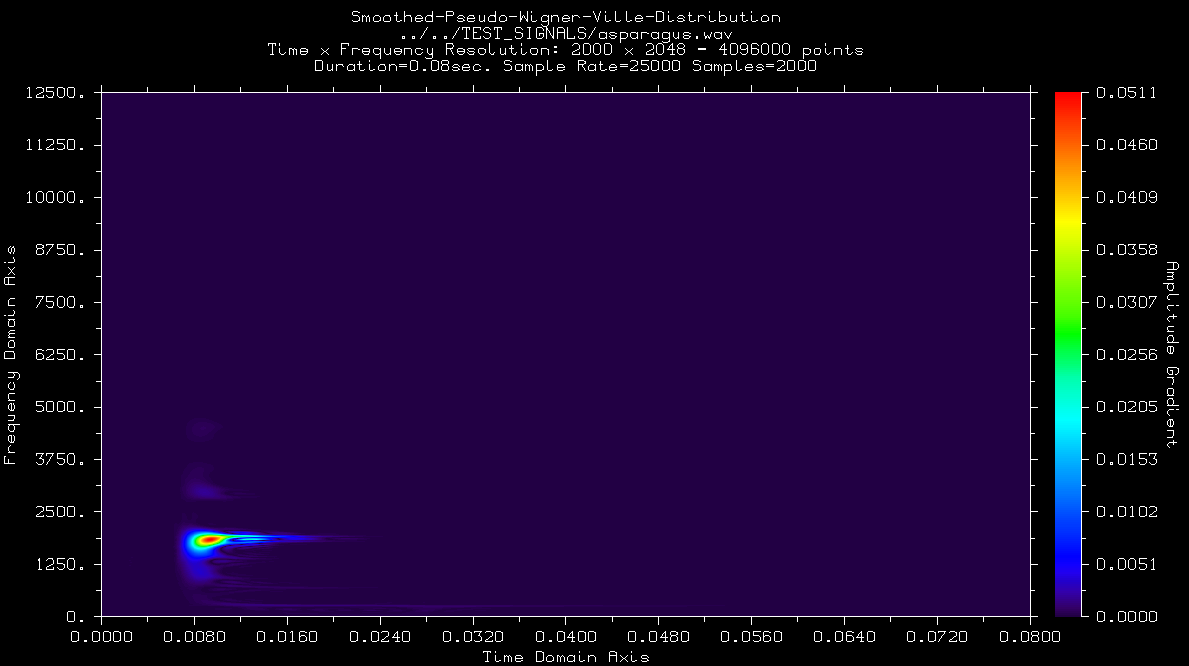 Smoothed-Pseudo-Wigner-Ville-Distribution
../../TEST_SIGNALS/asparagus.wav
Time x Frequency Resolution: 2000 x 2048 - 4096000 points
Duration=0.08sec. Sample Rate=25000 Samples=2000
12500.
11250.
10000.
8750.
7500.
6250.
5000.
3750.
2500.
1250.
0.
Frequency Domain Axis
0.0000 0.0080 0.0160 0.0240 0.0320 0.0400 0.0480 0.0560 0.0640 0.0720 0.0800
Time Domain Axis
0.0511
0.0460
0.0409
0.0358
0.0307
0.0256
0.0205
0.0153
0.0102
0.0051
0.0000
Amplitude Gradient